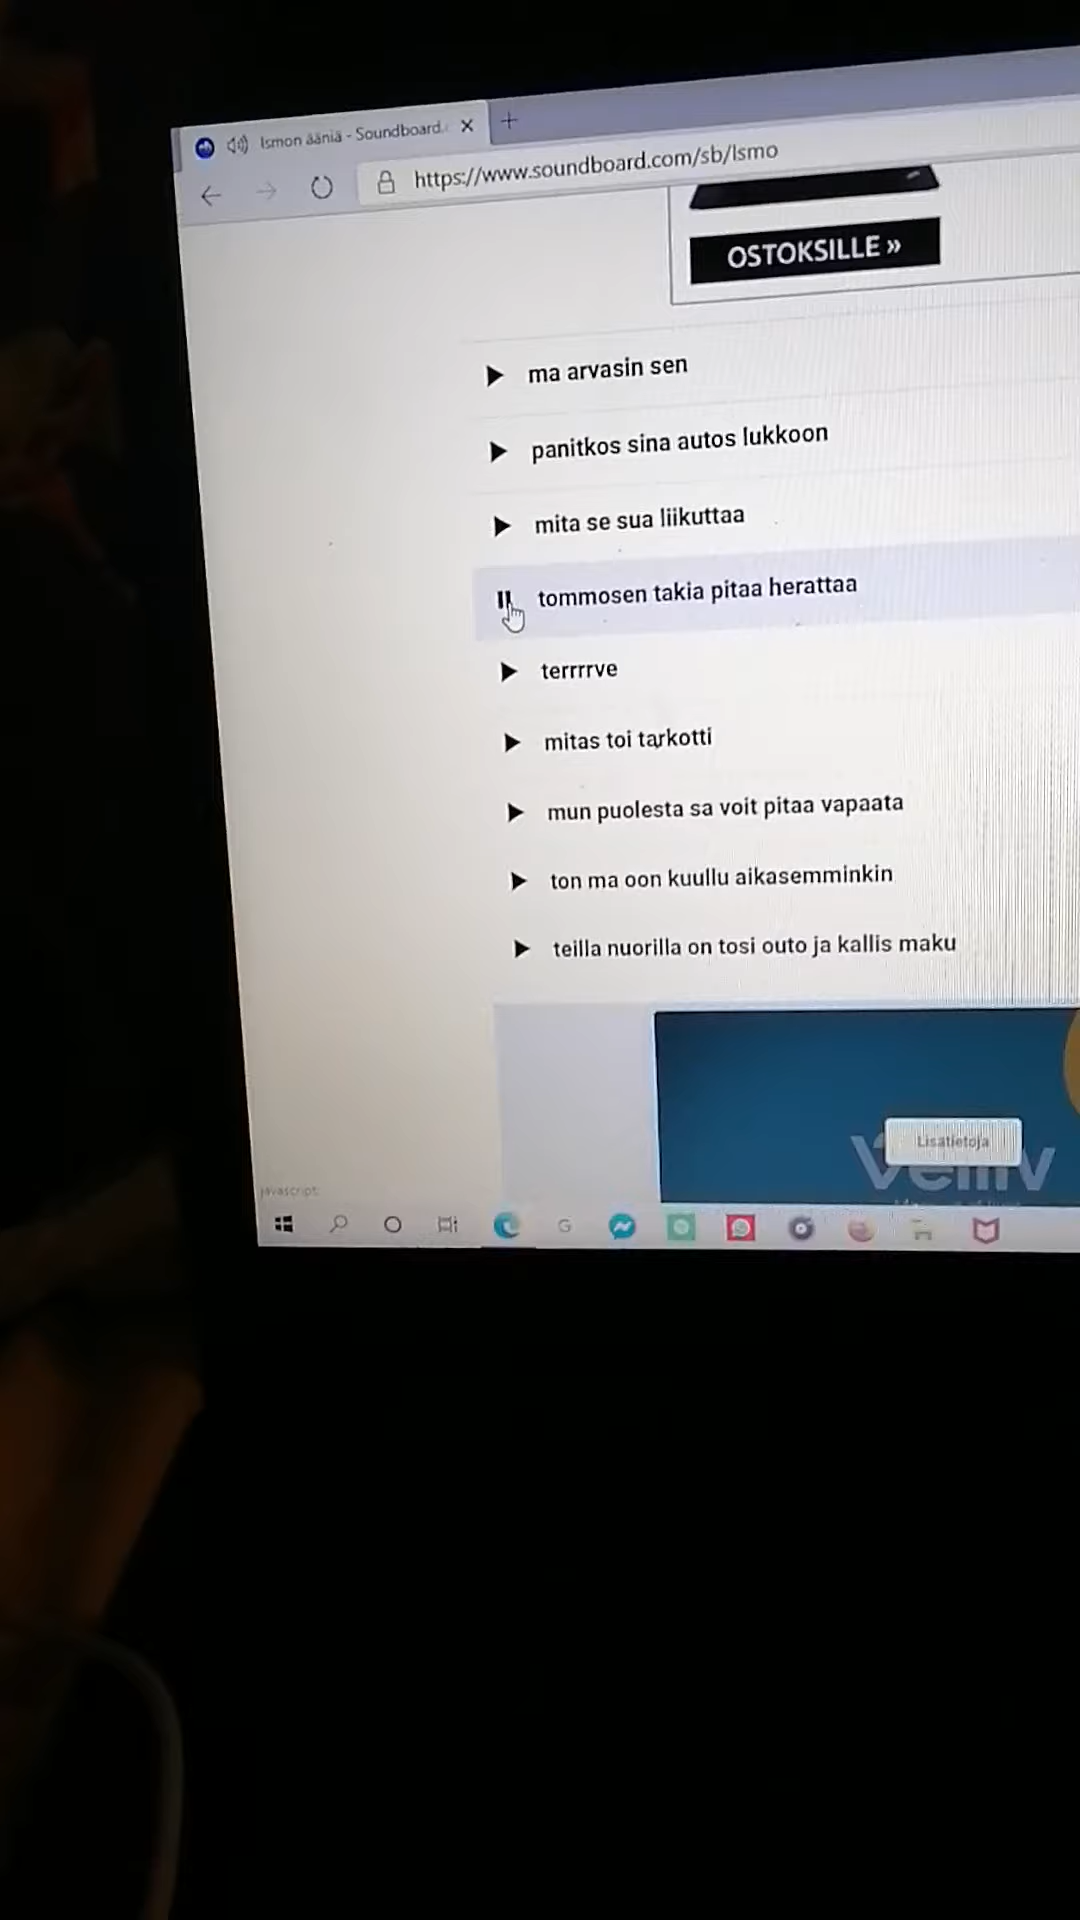 Ismon ääniä - Soundboard.
https://www.soundboard.com/sb/Ismo
OSTOKSILLE »
ma arvasin sen
panitkos sina autos lukkoon
mita se sua liikuttaa
tommosen takia pitaa herattaa
terrrrve
mitas toi tarkotti
mun puolesta sa voit pitaa vapaata
ton ma oon kuullu aikasemminkin
teilla nuorilla on tosi outo ja kallis maku
Lisätietoja
javascript:
G